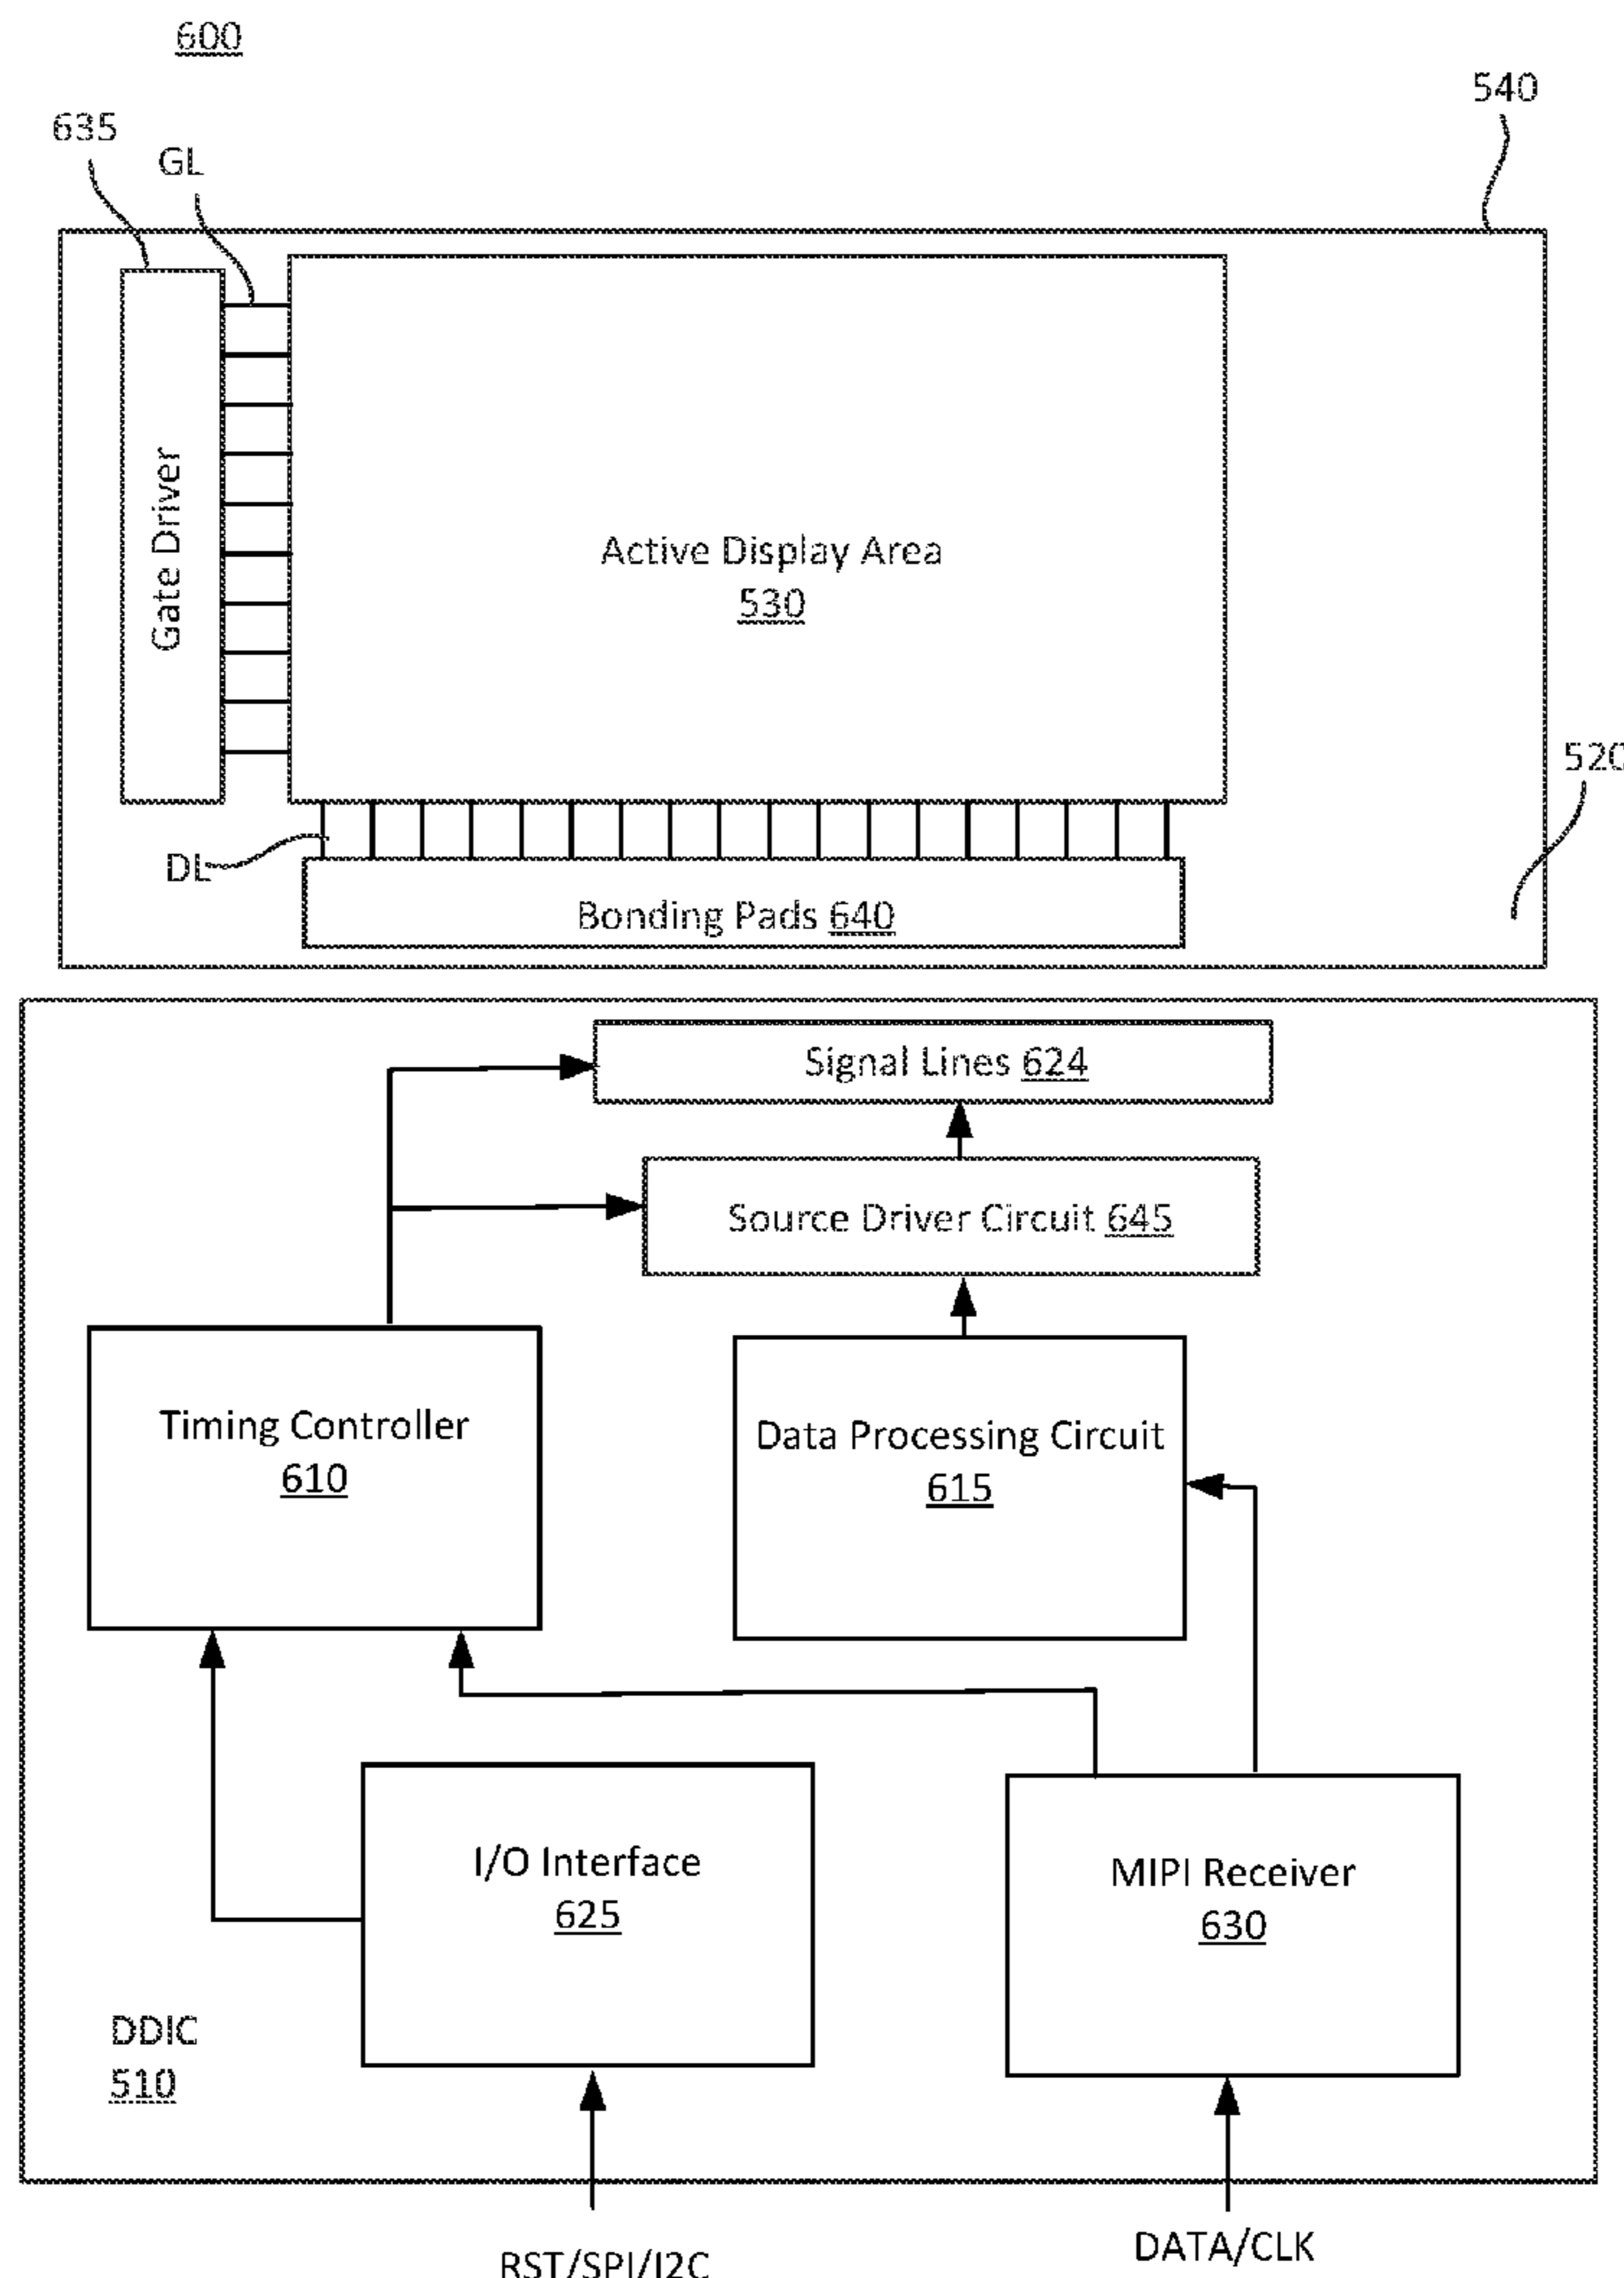 600
540
635
GL
Gate Driver
Active Display Area
530
520
DL
Bonding Pads 640
Signal Lines 624
Source Driver Circuit 645
Timing Controller
610
Data Processing Circuit
615
I/O Interface
625
MIPI Receiver
630
DDIC
510
RST/SPI/I2C
DATA/CLK